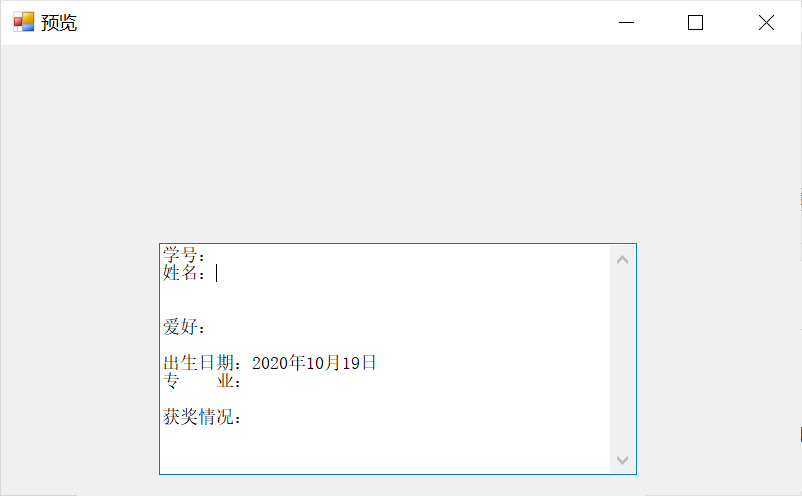 预览
学号：
姓名：
爱好：
出生日期：2020年10月19日
专　　业：
获奖情况：